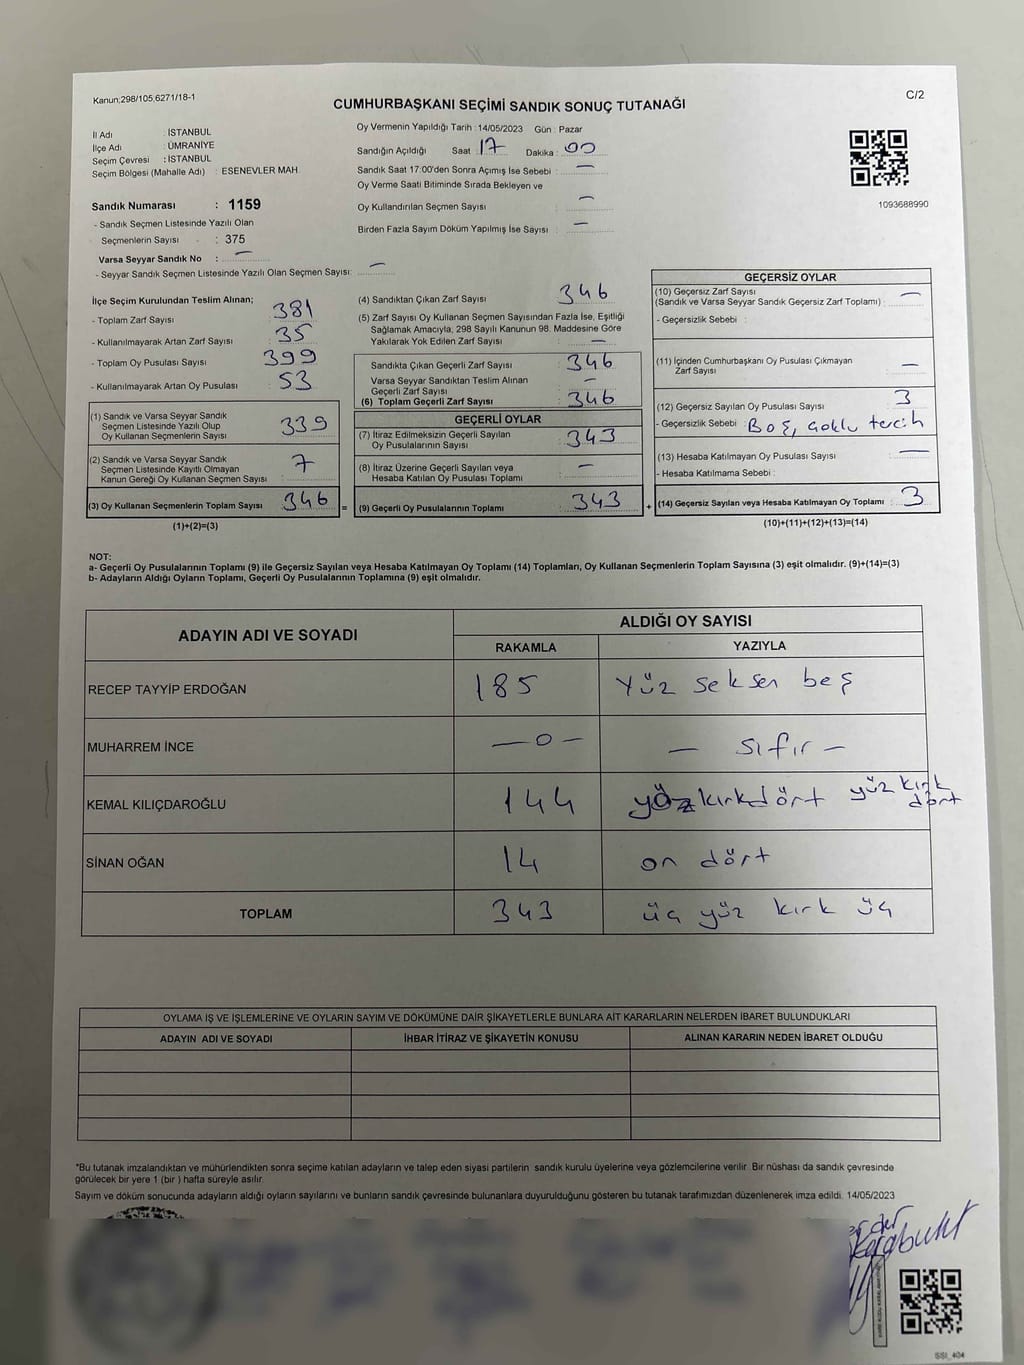 Kanun;298/105,6271/18-1
CUMHURBAŞKANI SEÇİMİ SANDIK SONUÇ TUTANAĞI
C/2
İl Adı : İSTANBUL
İlçe Adı : ÜMRANİYE
Seçim Çevresi : İSTANBUL
Seçim Bölgesi (Mahalle Adı) : ESENEVLER MAH.
Sandık Numarası : 1159
- Sandık Seçmen Listesinde Yazılı Olan
Seçmenlerin Sayısı : 375
Varsa Seyyar Sandık No : —
- Seyyar Sandık Seçmen Listesinde Yazılı Olan Seçmen Sayısı: —
Oy Vermenin Yapıldığı Tarih : 14/05/2023 Gün : Pazar
Sandığın Açıldığı Saat : 17 Dakika : 00
Sandık Saat 17:00'den Sonra Açımış İse Sebebi : —
Oy Verme Saati Bitiminde Sırada Bekleyen ve
Oy Kullandırılan Seçmen Sayısı : —
Birden Fazla Sayım Döküm Yapılmış İse Sayısı : —
1093688990
İlçe Seçim Kurulundan Teslim Alınan;
- Toplam Zarf Sayısı : 381
- Kullanılmayarak Artan Zarf Sayısı : 35
- Toplam Oy Pusulası Sayısı : 399
- Kullanılmayarak Artan Oy Pusulası : 53
(1) Sandık ve Varsa Seyyar Sandık
Seçmen Listesinde Yazılı Olup
Oy Kullanan Seçmenlerin Sayısı : 339
(2) Sandık ve Varsa Seyyar Sandık
Seçmen Listesinde Kayıtlı Olmayan
Kanun Gereği Oy Kullanan Seçmen Sayısı : 7
(3) Oy Kullanan Seçmenlerin Toplam Sayısı : 346 =
(1)+(2)=(3)
(4) Sandıktan Çıkan Zarf Sayısı : 346
(5) Zarf Sayısı Oy Kullanan Seçmen Sayısından Fazla İse, Eşitliği
Sağlamak Amacıyla, 298 Sayılı Kanunun 98. Maddesine Göre
Yakılarak Yok Edilen Zarf Sayısı : —
Sandıkta Çıkan Geçerli Zarf Sayısı : 346
Varsa Seyyar Sandıktan Teslim Alınan
Geçerli Zarf Sayısı : —
(6) Toplam Geçerli Zarf Sayısı : 346
GEÇERLİ OYLAR
(7) İtiraz Edilmeksizin Geçerli Sayılan
Oy Pusulalarının Sayısı : 343
(8) İtiraz Üzerine Geçerli Sayılan veya
Hesaba Katılan Oy Pusulası Toplamı : —
(9) Geçerli Oy Pusulalarının Toplamı : 343 +
GEÇERSİZ OYLAR
(10) Geçersiz Zarf Sayısı
(Sandık ve Varsa Seyyar Sandık Geçersiz Zarf Toplamı) : —
- Geçersizlik Sebebi :
(11) İçinden Cumhurbaşkanı Oy Pusulası Çıkmayan
Zarf Sayısı : —
(12) Geçersiz Sayılan Oy Pusulası Sayısı : 3
- Geçersizlik Sebebi : Boş, çoklu tercih
(13) Hesaba Katılmayan Oy Pusulası Sayısı : —
- Hesaba Katılmama Sebebi :
(14) Geçersiz Sayılan veya Hesaba Katılmayan Oy Toplamı : 3
(10)+(11)+(12)+(13)=(14)
NOT:
a- Geçerli Oy Pusulalarının Toplamı (9) ile Geçersiz Sayılan veya Hesaba Katılmayan Oy Toplamı (14) Toplamları, Oy Kullanan Seçmenlerin Toplam Sayısına (3) eşit olmalıdır. (9)+(14)=(3)
b- Adayların Aldığı Oyların Toplamı, Geçerli Oy Pusulalarının Toplamına (9) eşit olmalıdır.
ADAYIN ADI VE SOYADI
ALDIĞI OY SAYISI
RAKAMLA YAZIYLA
RECEP TAYYİP ERDOĞAN 185 Yüz seksen beş
MUHARREM İNCE — 0 — — sıfır —
KEMAL KILIÇDAROĞLU 144 yüzkırkdört yüz kırk dört
SİNAN OĞAN 14 on dört
TOPLAM 343 üç yüz kırk üç
OYLAMA İŞ VE İŞLEMLERİNE VE OYLARIN SAYIM VE DÖKÜMÜNE DAİR ŞİKAYETLERLE BUNLARA AİT KARARLARIN NELERDEN İBARET BULUNDUKLARI
ADAYIN ADI VE SOYADI İHBAR İTİRAZ VE ŞİKAYETİN KONUSU ALINAN KARARIN NEDEN İBARET OLDUĞU
*Bu tutanak imzalandıktan ve mühürlendikten sonra seçime katılan adayların ve talep eden siyasi partilerin sandık kurulu üyelerine veya gözlemcilerine verilir. Bir nüshası da sandık çevresinde
görülecek bir yere 1 (bir ) hafta süreyle asılır.
Sayım ve döküm sonucunda adayların aldığı oyların sayılarını ve bunların sandık çevresinde bulunanlara duyurulduğunu gösteren bu tutanak tarafımızdan düzenlenerek imza edildi. 14/05/2023
Karabulut
SSI_404